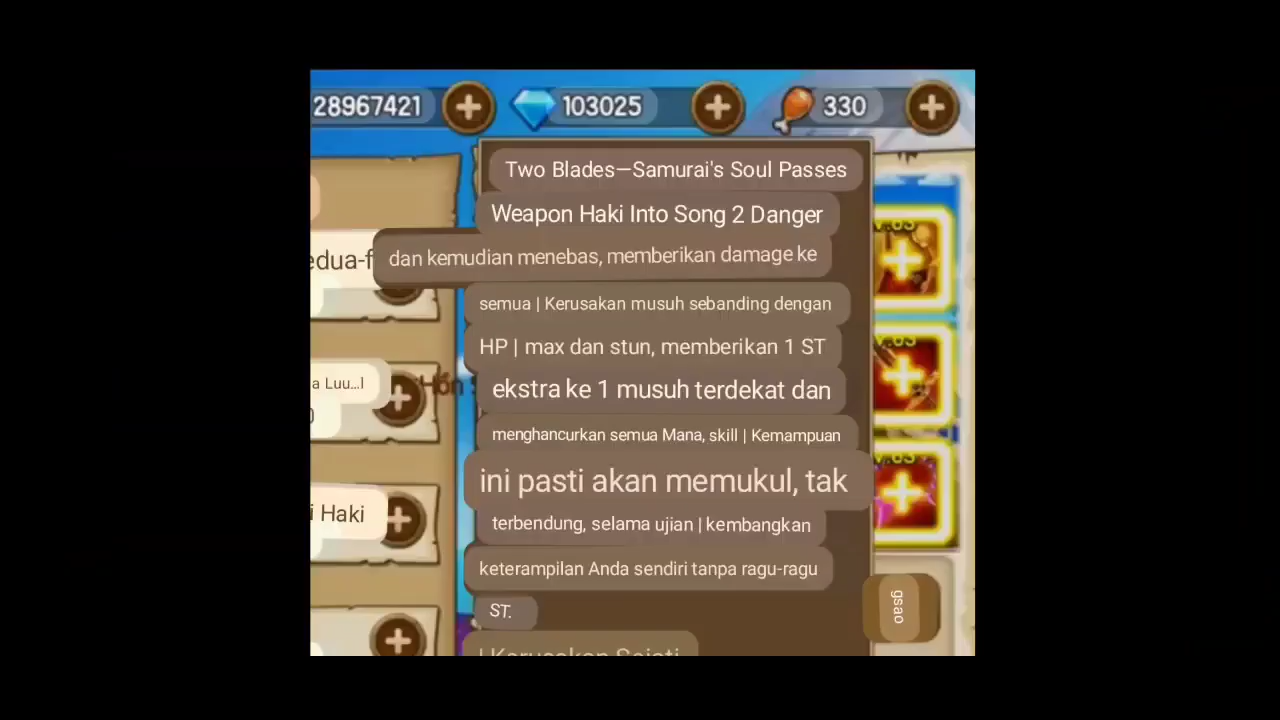 28967421
103025
330
Two Blades—Samurai's Soul Passes
Weapon Haki Into Song 2 Danger
dan kemudian menebas, memberikan damage ke
semua | Kerusakan musuh sebanding dengan
HP | max dan stun, memberikan 1 ST
ekstra ke 1 musuh terdekat dan
menghancurkan semua Mana, skill | Kemampuan
ini pasti akan memukul, tak
terbendung, selama ujian | kembangkan
keterampilan Anda sendiri tanpa ragu-ragu
ST.
| Kerusakan Sejati
edua-f
a Luu...l
Hồn
i Haki
gsao